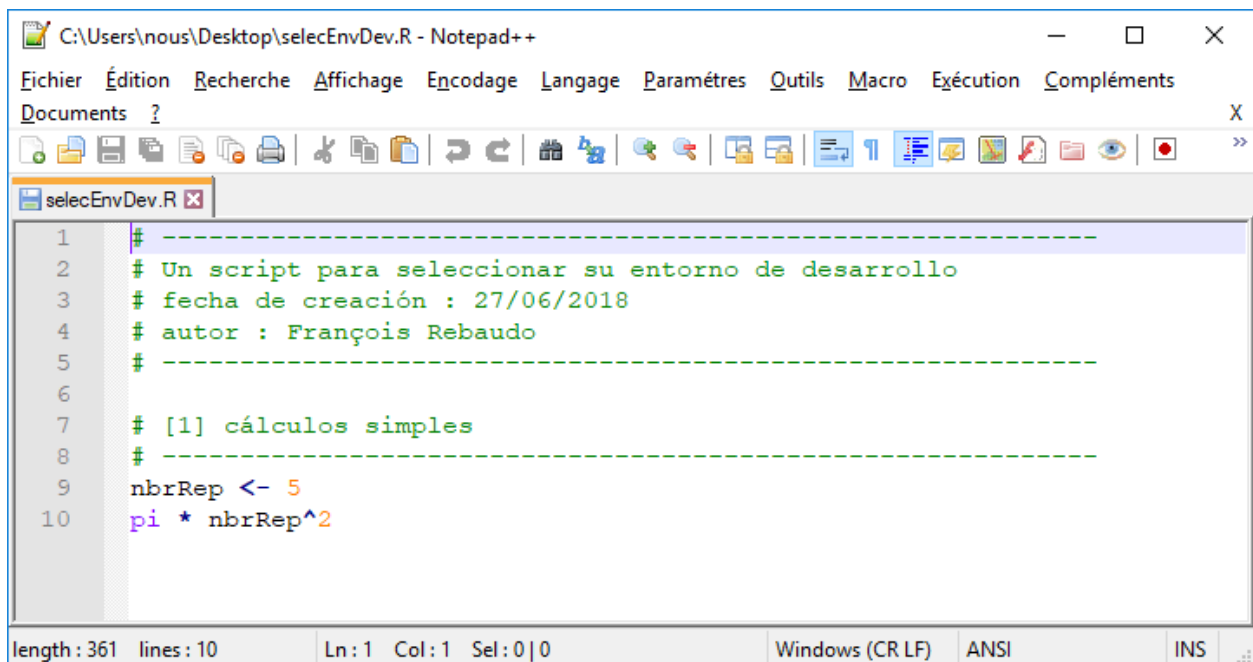 C:\Users\nous\Desktop\selecEnvDev.R - Notepad++
Fichier Édition Recherche Affichage Encodage Langage Paramétres Outils Macro Exécution Compléments
Documents ? X
selecEnvDev.R
1 # ------------------------------------------------------------
2 # Un script para seleccionar su entorno de desarrollo
3 # fecha de creación : 27/06/2018
4 # autor : François Rebaudo
5 # ------------------------------------------------------------
6
7 # [1] cálculos simples
8 # ------------------------------------------------------------
9 nbrRep <- 5
10 pi * nbrRep^2
length : 361 lines : 10 Ln : 1 Col : 1 Sel : 0 | 0 Windows (CR LF) ANSI INS